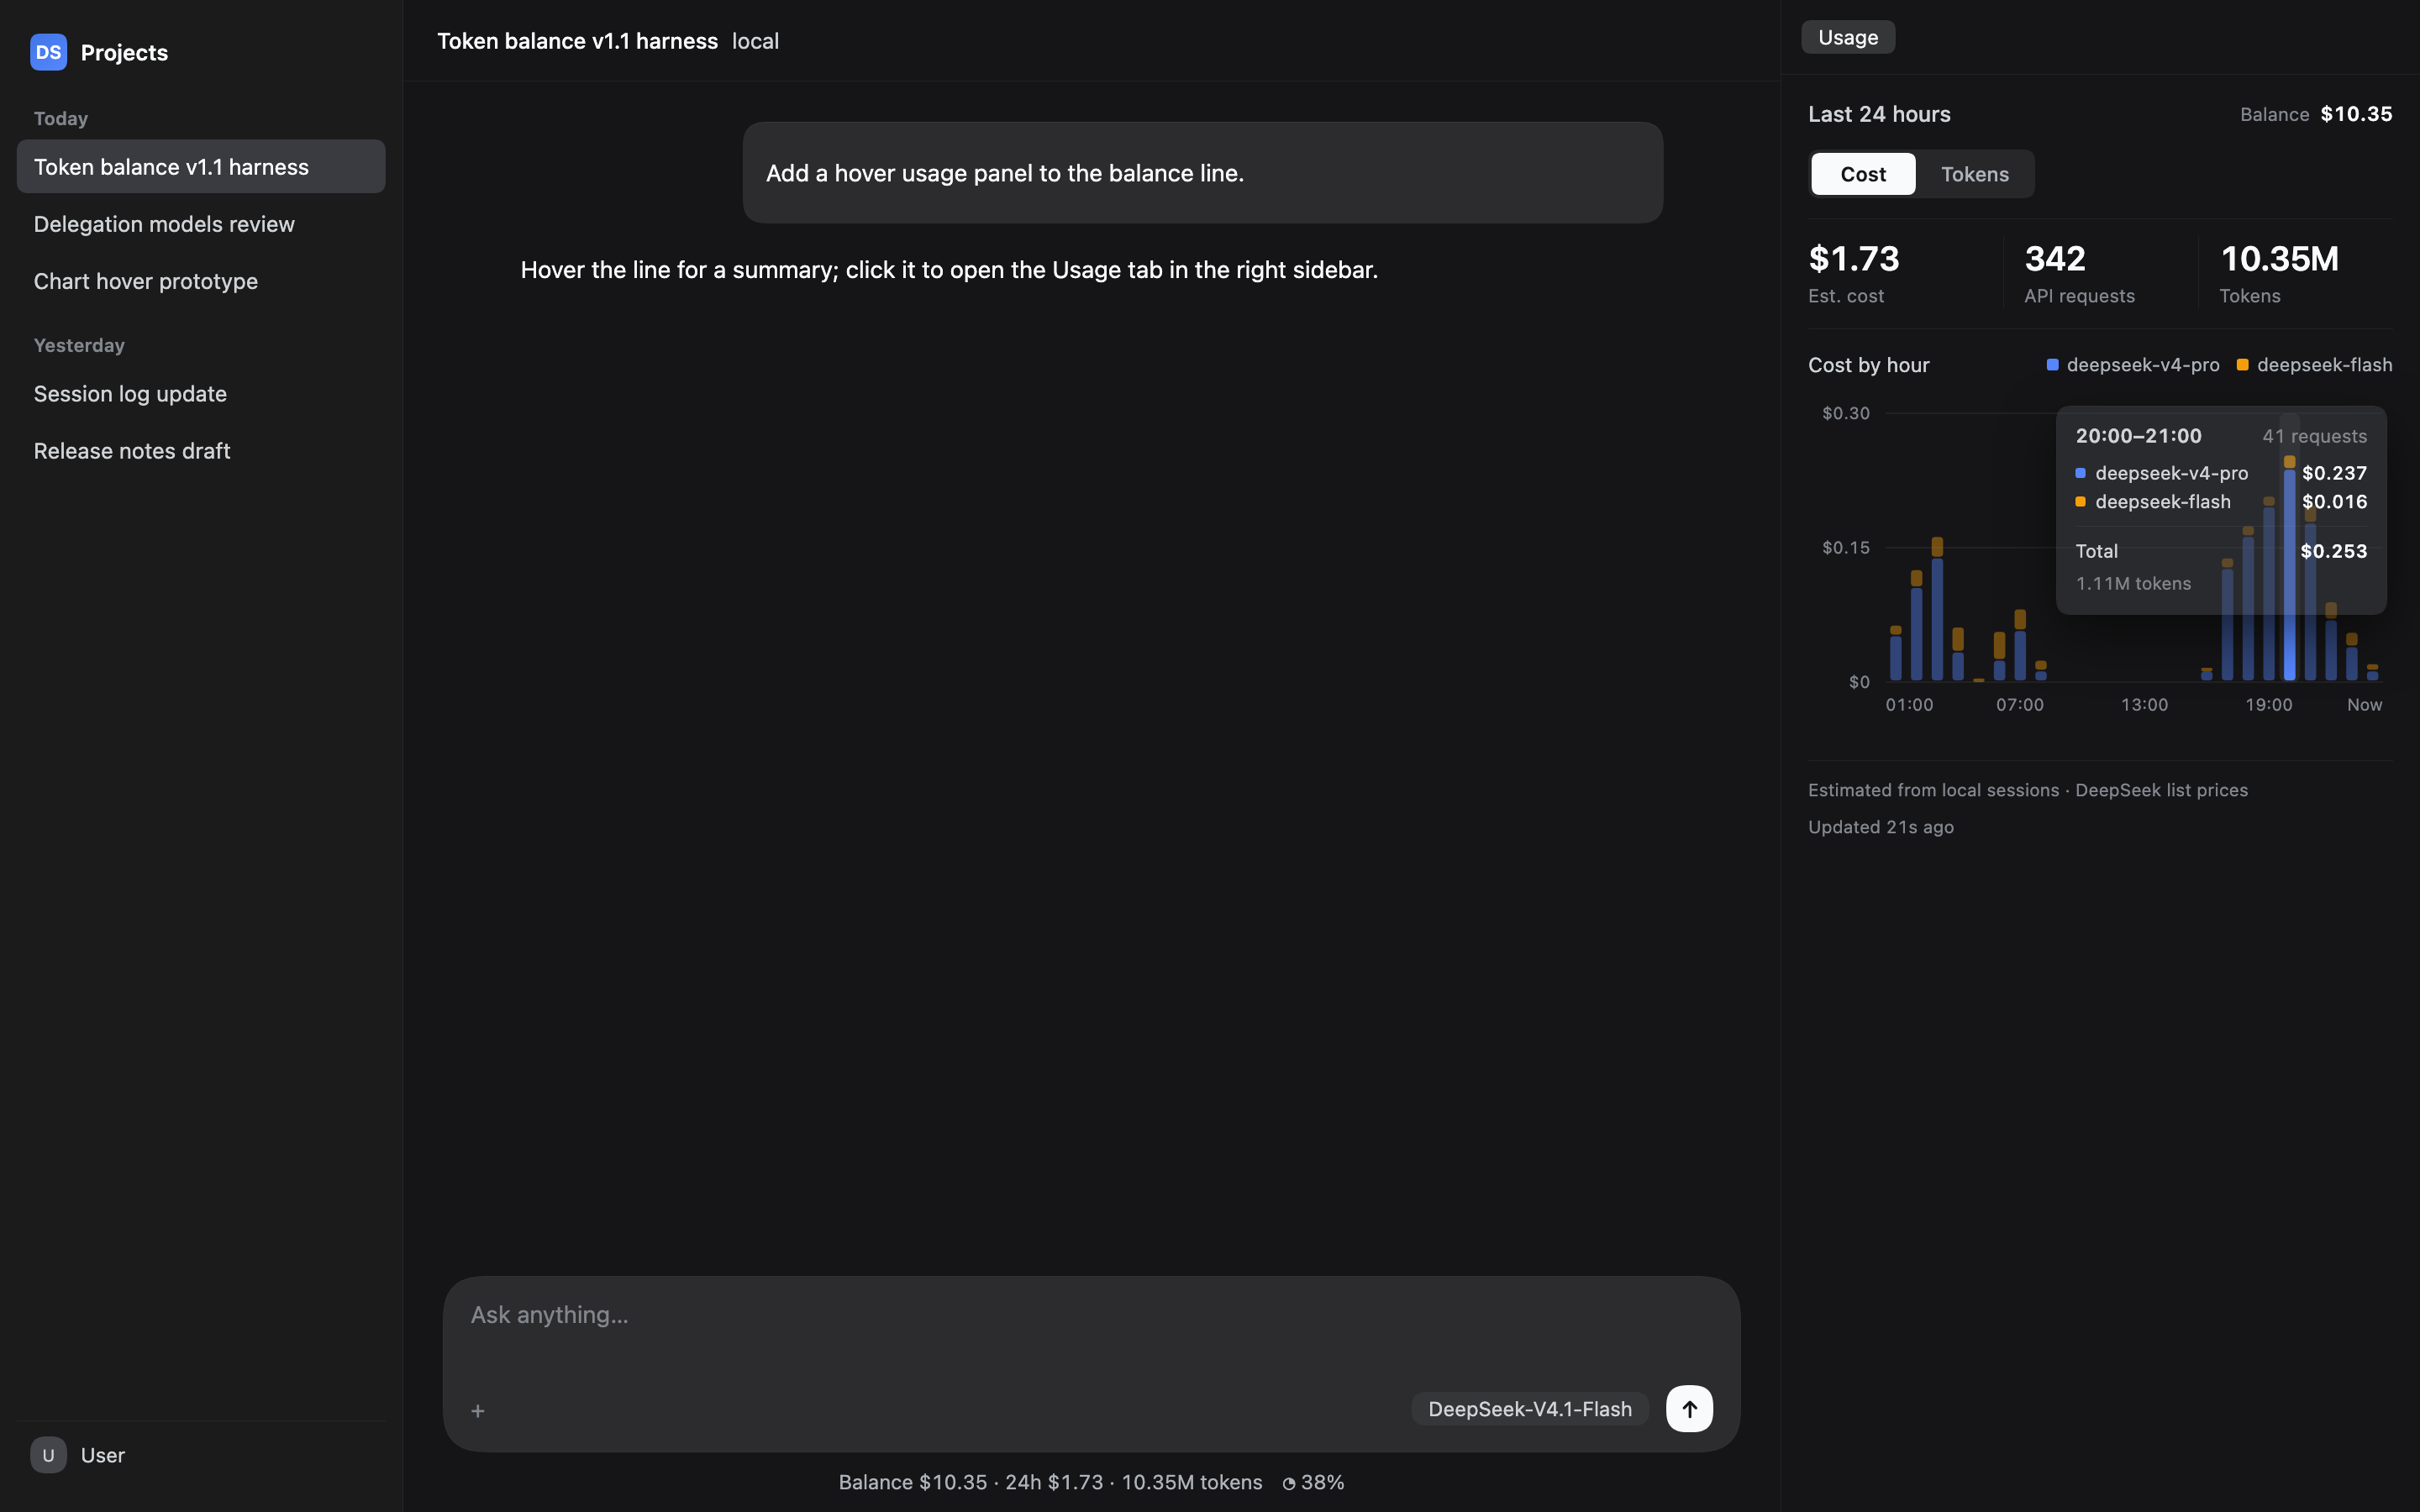 DS Projects
Today
Token balance v1.1 harness
Delegation models review
Chart hover prototype
Yesterday
Session log update
Release notes draft
U User
Token balance v1.1 harness local
Add a hover usage panel to the balance line.
Hover the line for a summary; click it to open the Usage tab in the right sidebar.
Ask anything...
+
DeepSeek-V4.1-Flash
Balance $10.35 · 24h $1.73 · 10.35M tokens 38%
Usage
Last 24 hours Balance $10.35
Cost Tokens
$1.73 342 10.35M
Est. cost API requests Tokens
Cost by hour deepseek-v4-pro deepseek-flash
$0.30
$0.15
$0
20:00–21:00 41 requests
deepseek-v4-pro $0.237
deepseek-flash $0.016
Total $0.253
1.11M tokens
01:00 07:00 13:00 19:00 Now
Estimated from local sessions · DeepSeek list prices
Updated 21s ago